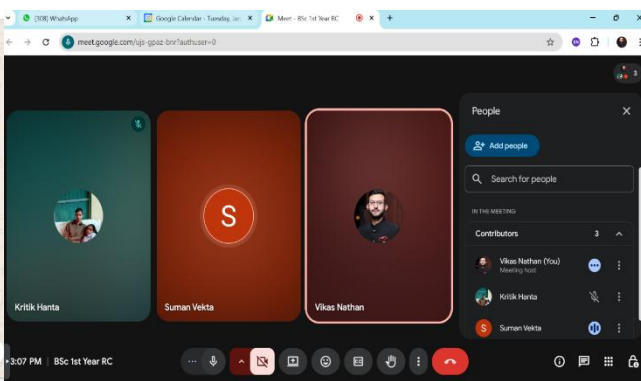 (308) WhatsApp
Google Calendar - Tuesday, Jan
Meet - BSc 1st Year RC
meet.google.com/ujs-gpaz-bnr?authuser=0
3
People
Add people
Search for people
IN THE MEETING
Contributors 3
Vikas Nathan (You)
Meeting host
Kritik Hanta
Suman Vekta
S
S
Kritik Hanta
Suman Vekta
Vikas Nathan
3:07 PM | BSc 1st Year RC